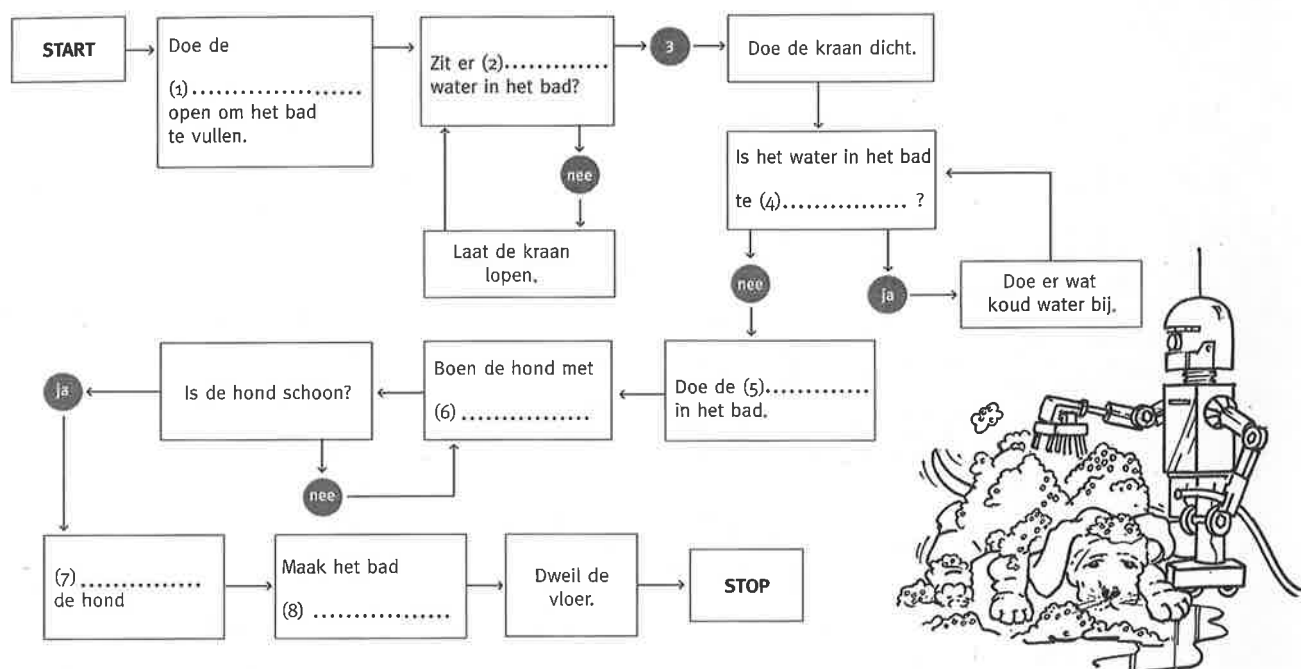 START
Doe de
(1) ........................
open om het bad
te vullen.
Zit er (2)..............
water in het bad?
nee
Laat de kraan
lopen.
3
Doe de kraan dicht.
Is het water in het bad
te (4)................ ?
nee
ja
Doe er wat
koud water bij.
Doe de (5)..............
in het bad.
Boen de hond met
(6) .................
Is de hond schoon?
nee
ja
(7) ................
de hond
Maak het bad
(8) ..................
Dweil de
vloer.
STOP